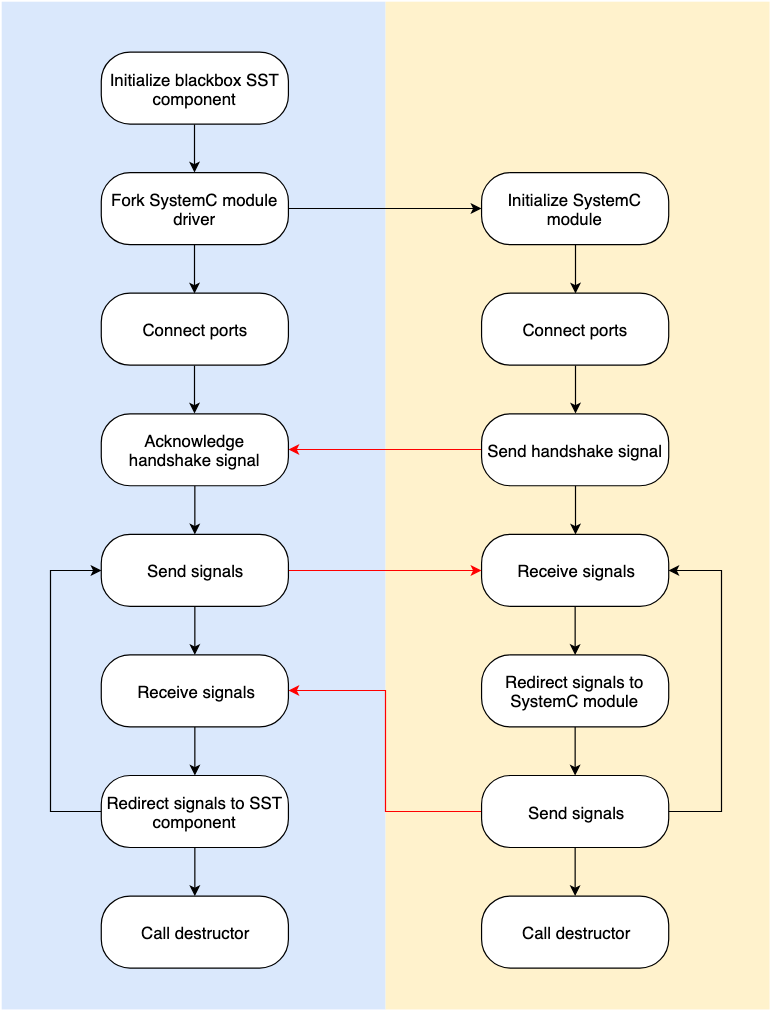 Initialize blackbox SST
component
Fork SystemC module
driver
Initialize SystemC
module
Connect ports
Connect ports
Acknowledge
handshake signal
Send handshake signal
Send signals
Receive signals
Receive signals
Redirect signals to
SystemC module
Redirect signals to SST
component
Send signals
Call destructor
Call destructor